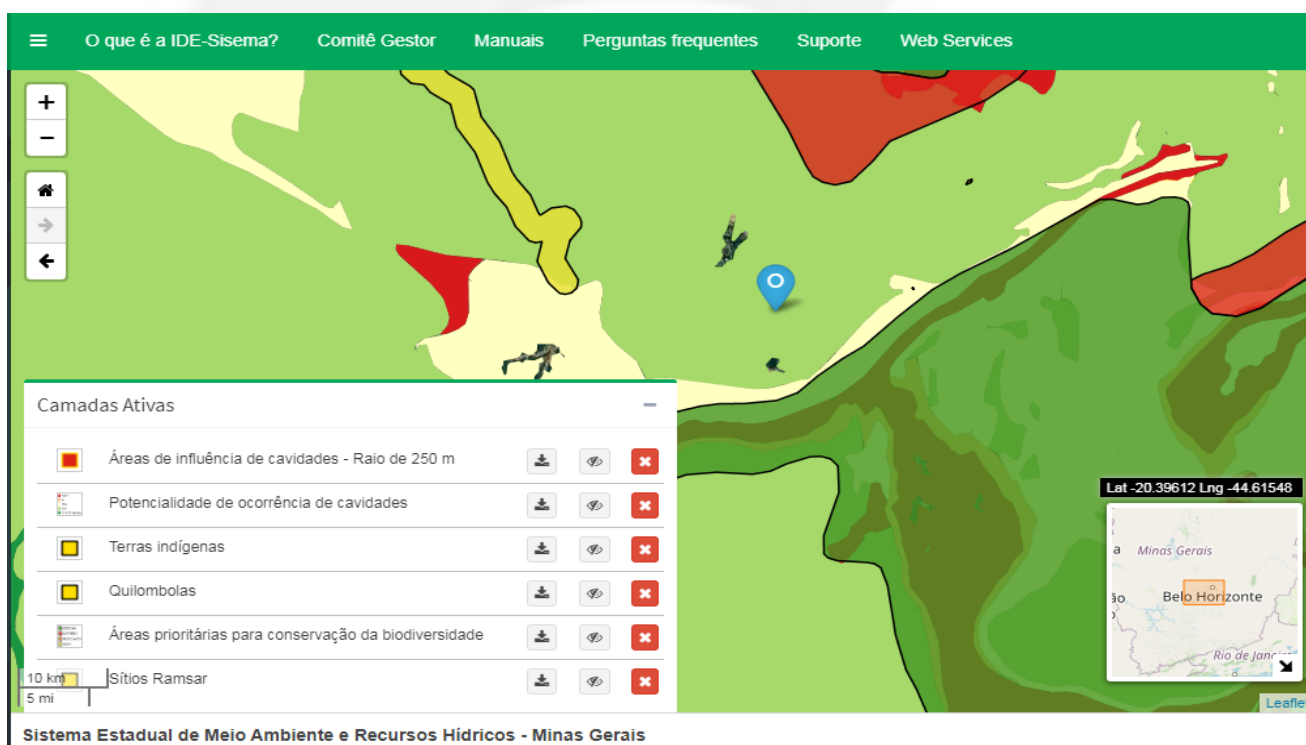 O que é a IDE-Sisema? Comitê Gestor Manuais Perguntas frequentes Suporte Web Services
+
−
Camadas Ativas −
Áreas de influência de cavidades - Raio de 250 m
Potencialidade de ocorrência de cavidades
Terras indígenas
Quilombolas
Áreas prioritárias para conservação da biodiversidade
Sítios Ramsar
10 km
5 mi
Lat -20.39612 Lng -44.61548
a Minas Gerais
ão Belo Horizonte
Rio de Janei
Leafle
Sistema Estadual de Meio Ambiente e Recursos Hídricos - Minas Gerais